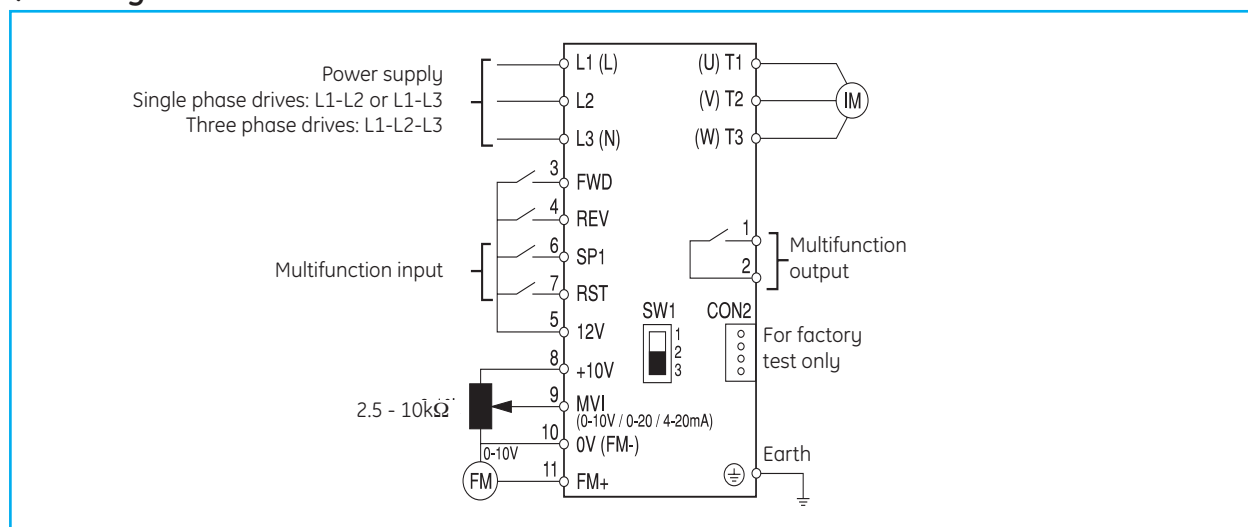 Power supply
Single phase drives: L1-L2 or L1-L3
Three phase drives: L1-L2-L3
L1 (L)
L2
L3 (N)
3
FWD
4
REV
Multifunction input
6
SP1
7
RST
5
12V
8
+10V
2.5 - 10kΩ
9
MVI
(0-10V / 0-20 / 4-20mA)
10
0V (FM-)
0-10V
FM
11
FM+
(U) T1
(V) T2
(W) T3
IM
1
2
Multifunction
output
SW1
1
2
3
CON2
For factory
test only
Earth